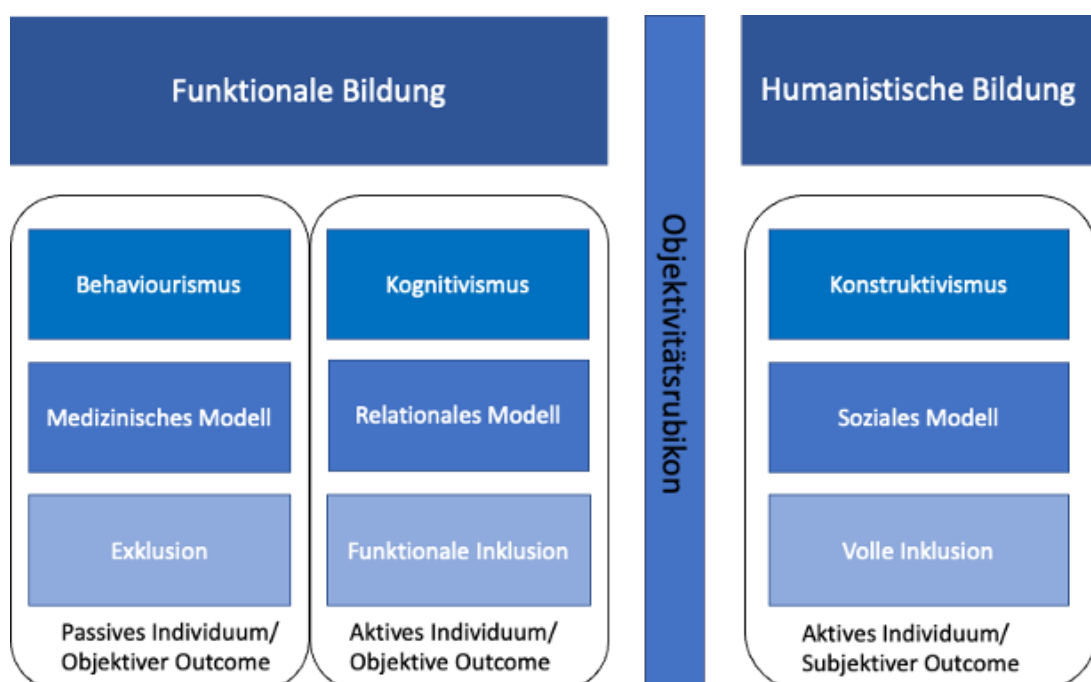 Funktionale Bildung
Behaviourismus
Medizinisches Modell
Exklusion
Passives Individuum/
Objektiver Outcome
Kognitivismus
Relationales Modell
Funktionale Inklusion
Aktives Individuum/
Objektive Outcome
Objektivitätsrubikon
Humanistische Bildung
Konstruktivismus
Soziales Modell
Volle Inklusion
Aktives Individuum/
Subjektiver Outcome